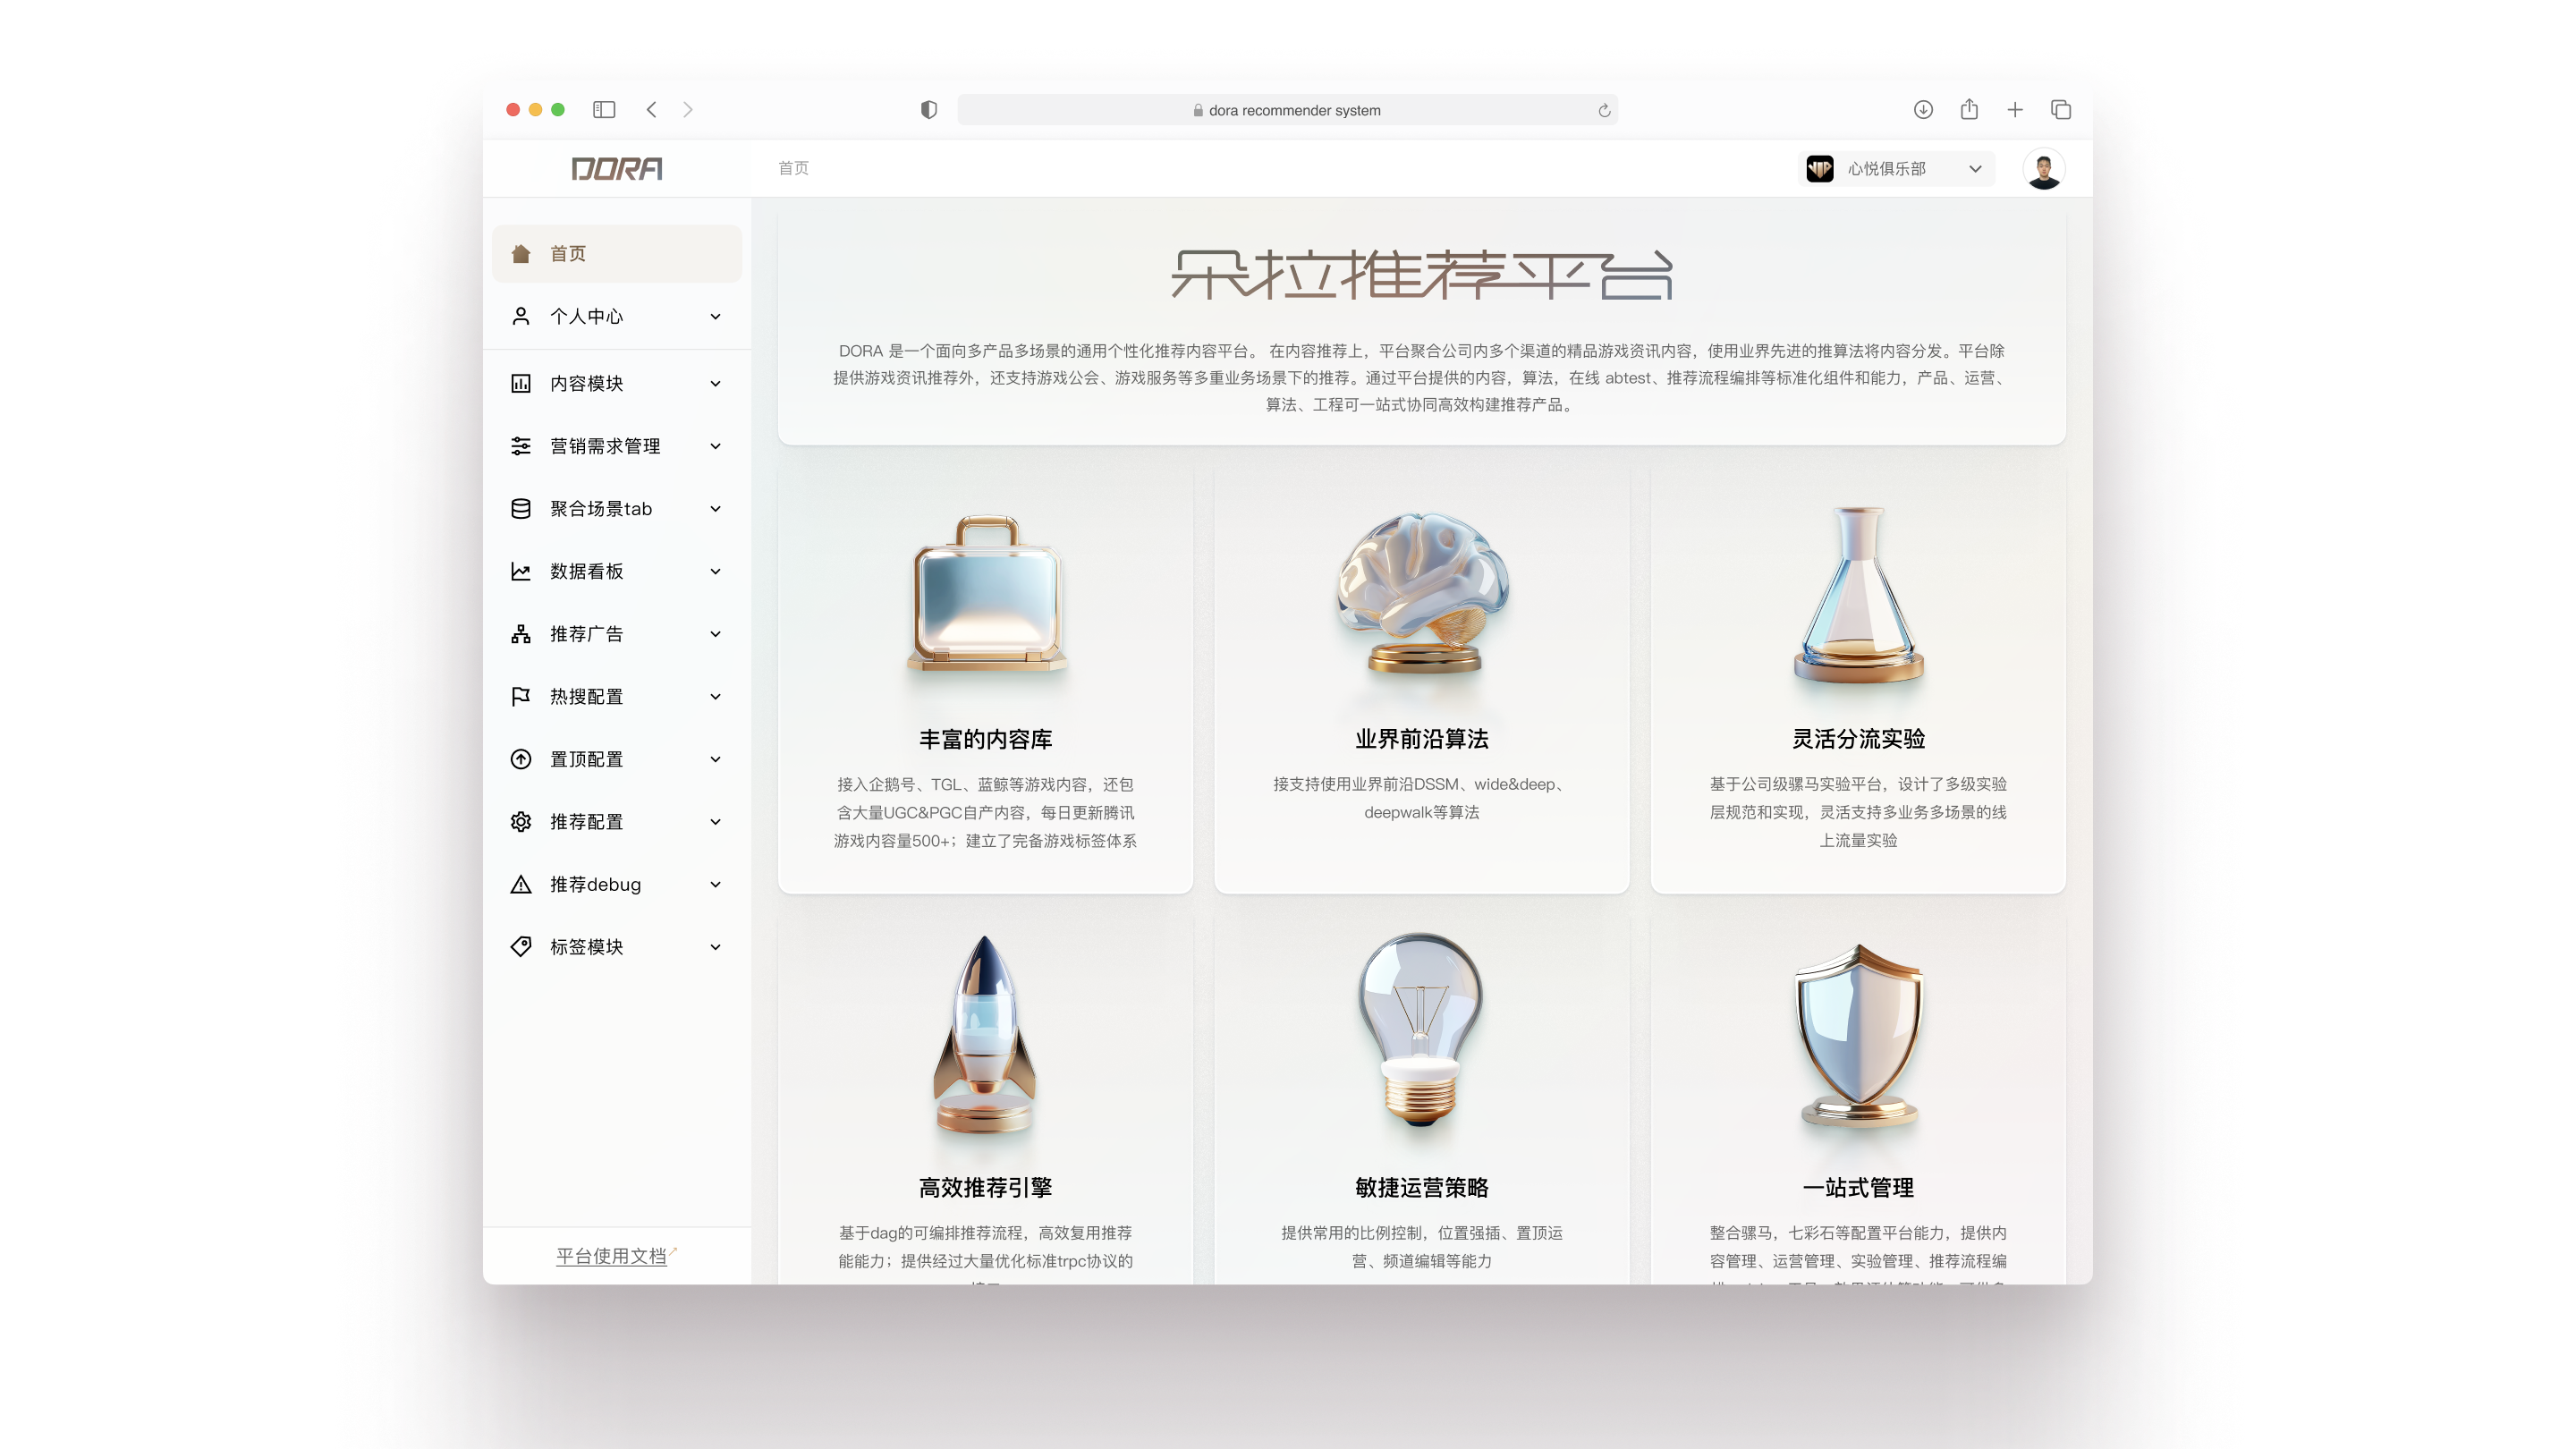 dora recommender system
DORA
首页
心悦俱乐部
首页
个人中心
内容模块
营销需求管理
聚合场景tab
数据看板
推荐广告
热搜配置
置顶配置
推荐配置
推荐debug
标签模块
平台使用文档
朵拉推荐平台
DORA 是一个面向多产品多场景的通用个性化推荐内容平台。 在内容推荐上，平台聚合公司内多个渠道的精品游戏资讯内容，使用业界先进的推算法将内容分发。平台除
提供游戏资讯推荐外，还支持游戏公会、游戏服务等多重业务场景下的推荐。通过平台提供的内容，算法，在线 abtest、推荐流程编排等标准化组件和能力，产品、运营、
算法、工程可一站式协同高效构建推荐产品。
丰富的内容库
接入企鹅号、TGL、蓝鲸等游戏内容，还包
含大量UGC&PGC自产内容，每日更新腾讯
游戏内容量500+；建立了完备游戏标签体系
业界前沿算法
接支持使用业界前沿DSSM、wide&deep、
deepwalk等算法
灵活分流实验
基于公司级骡马实验平台，设计了多级实验
层规范和实现，灵活支持多业务多场景的线
上流量实验
高效推荐引擎
基于dag的可编排推荐流程，高效复用推荐
能能力；提供经过大量优化标准trpc协议的
敏捷运营策略
提供常用的比例控制，位置强插、置顶运
营、频道编辑等能力
一站式管理
整合骡马，七彩石等配置平台能力，提供内
容管理、运营管理、实验管理、推荐流程编